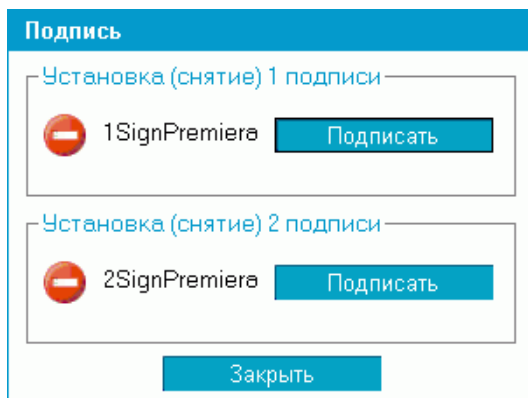 Подпись
Установка (снятие) 1 подписи
1SignPremiera Подписать
Установка (снятие) 2 подписи
2SignPremiera Подписать
Закрыть